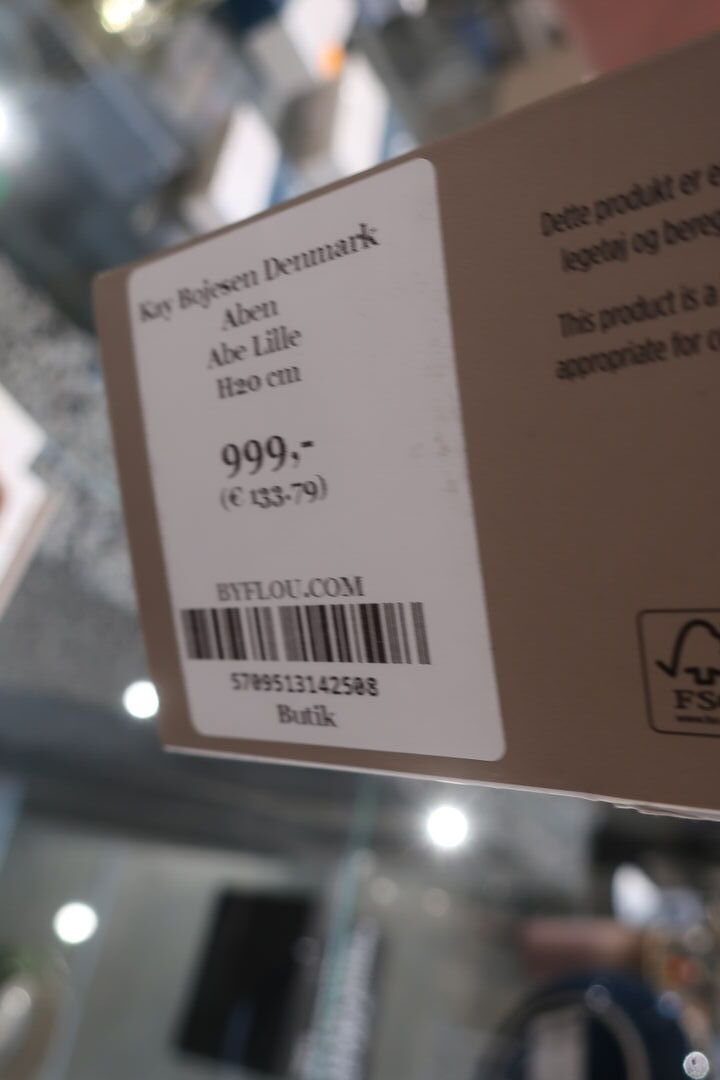 Kay Bojesen Denmark
Aben
Abe Lille
H20 cm
999,-
(€ 133.79)
BYFLOU.COM
5709513142508
Butik
Dette produkt er e
legetøj og bereg
This product is a
appropriate for c
FS